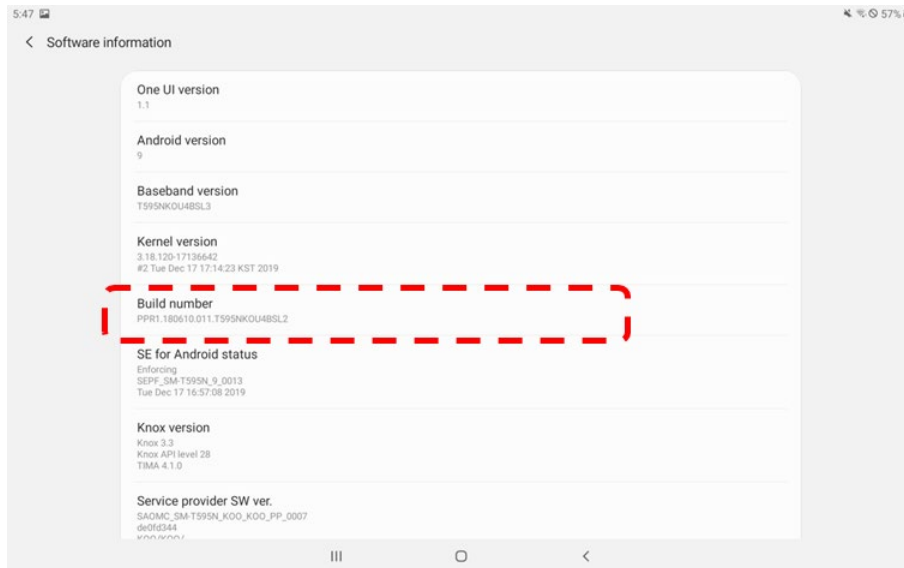 5:47
57%
Software information
One UI version
1.1
Android version
9
Baseband version
T595NKOU4BSL3
Kernel version
3.18.120-17136642
#2 Tue Dec 17 17:14:23 KST 2019
Build number
PPR1.180610.011.T595NKOU4BSL2
SE for Android status
Enforcing
SEPF_SM-T595N_9_0013
Tue Dec 17 16:57:08 2019
Knox version
Knox 3.3
Knox API level 28
TIMA 4.1.0
Service provider SW ver.
SAOMC_SM-T595N_KOO_KOO_PP_0007
de0fd344